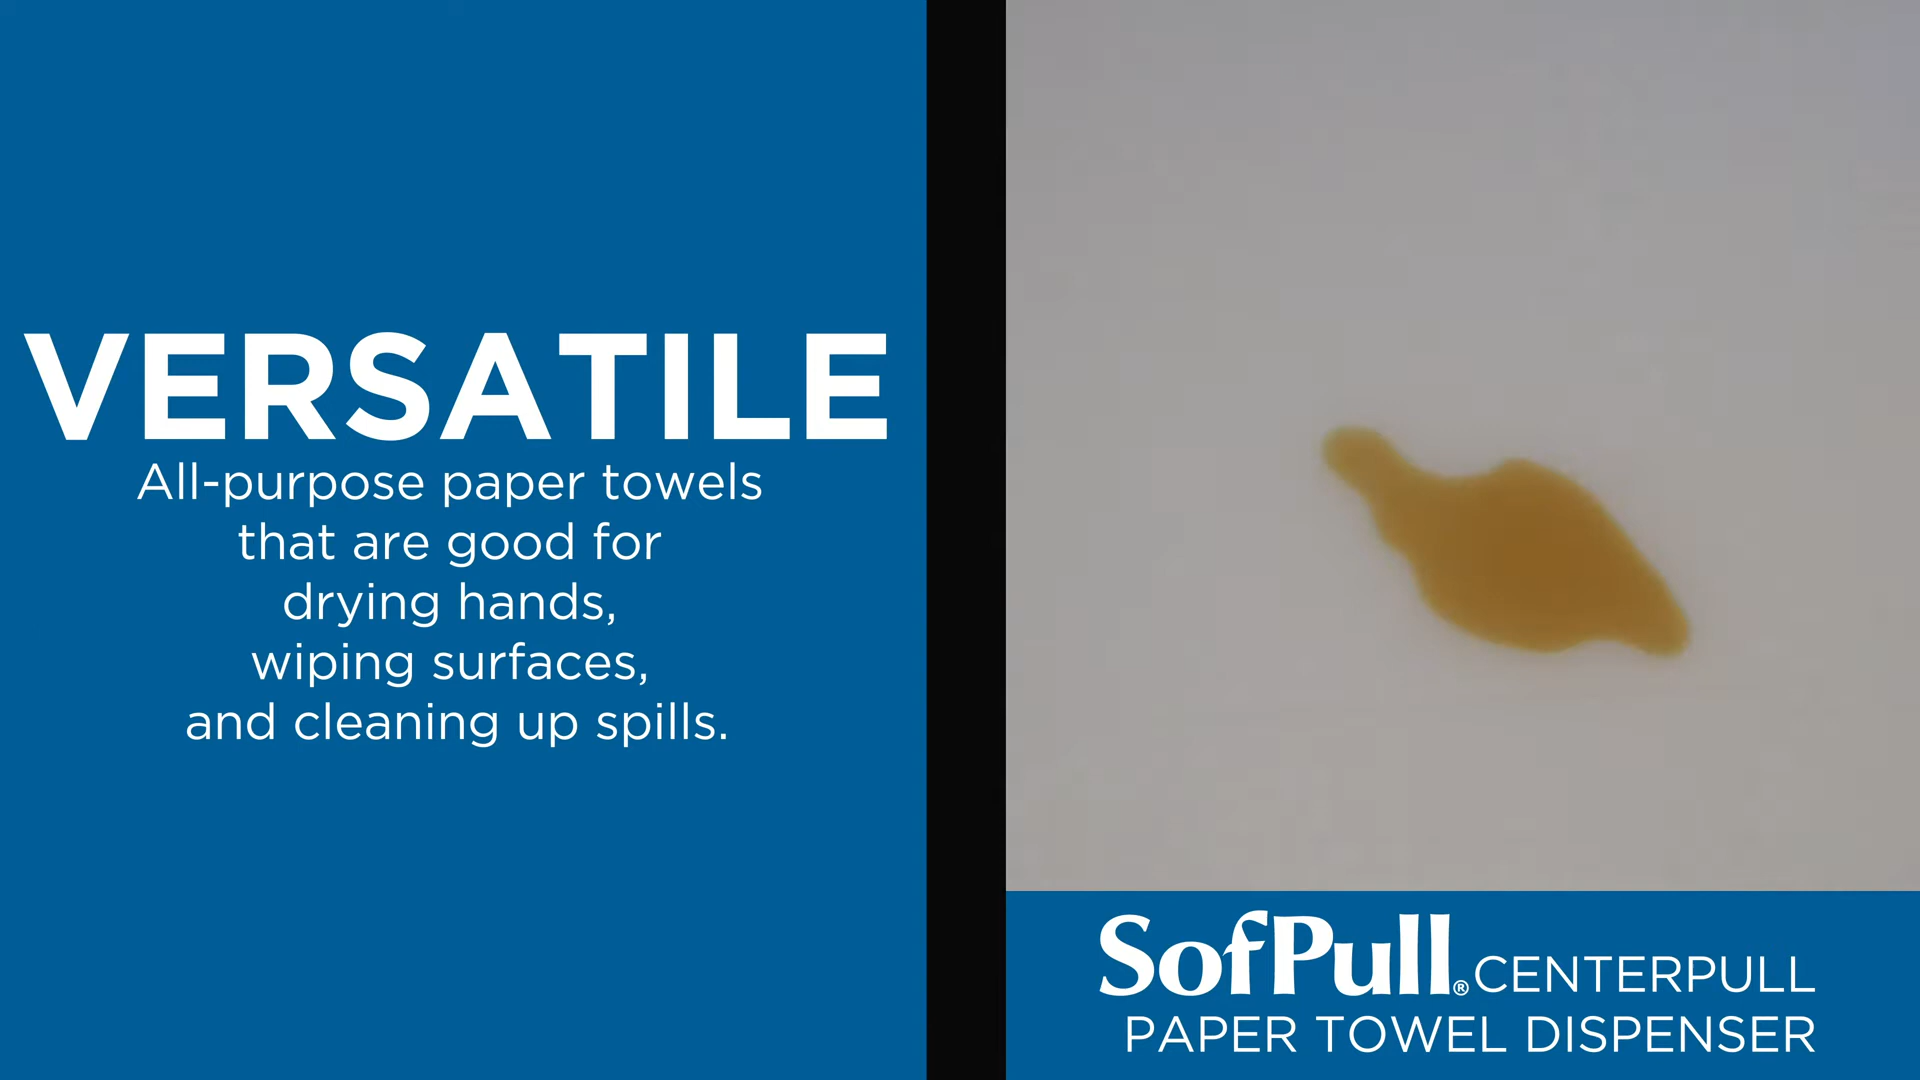 VERSATILE
All-purpose paper towels
that are good for
drying hands,
wiping surfaces,
and cleaning up spills.
SofPull® CENTERPULL
PAPER TOWEL DISPENSER